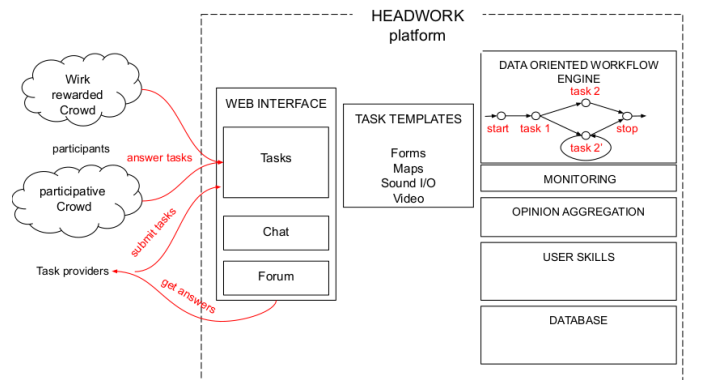 HEADWORK
platform
Wirk
rewarded
Crowd
participants
answer tasks
participative
Crowd
submit tasks
Task providers
get answers
WEB INTERFACE
Tasks
Chat
Forum
TASK TEMPLATES
Forms
Maps
Sound I/O
Video
DATA ORIENTED WORKFLOW
ENGINE
task 2
start
task 1
stop
task 2'
MONITORING
OPINION AGGREGATION
USER SKILLS
DATABASE